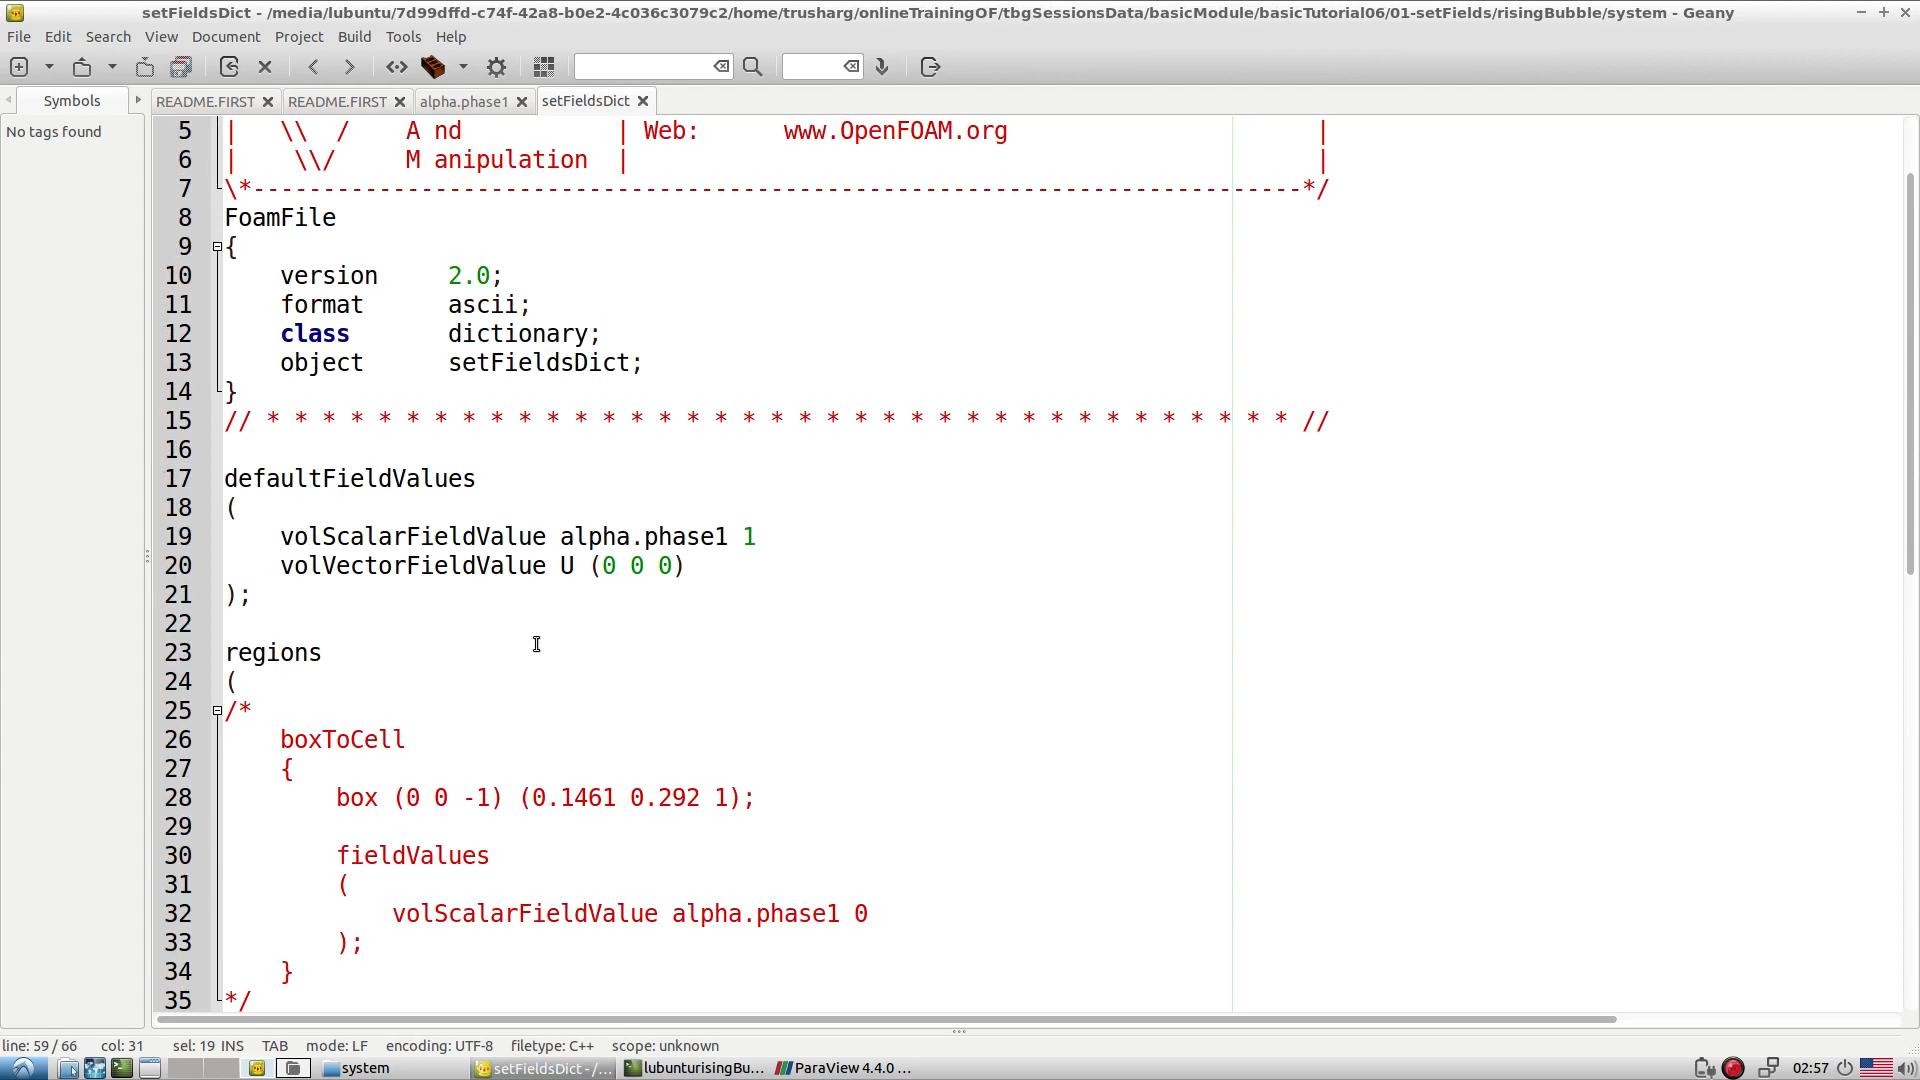 setFieldsDict - /media/lubuntu/7d99dffd-c74f-42a8-b0e2-4c036c3079c2/home/trusharg/onlineTrainingOF/tbgSessionsData/basicModule/basicTutorial06/01-setFields/risingBubble/system - Geany
File Edit Search View Document Project Build Tools Help
Symbols README.FIRST README.FIRST alpha.phase1 setFieldsDict
No tags found
5 | \\ / A nd | Web: www.OpenFOAM.org |
6 | \\/ M anipulation | |
7 \*---------------------------------------------------------------------------*/
8 FoamFile
9 {
10 version 2.0;
11 format ascii;
12 class dictionary;
13 object setFieldsDict;
14 }
15 // * * * * * * * * * * * * * * * * * * * * * * * * * * * * * * * * * * * * * //
16
17 defaultFieldValues
18 (
19 volScalarFieldValue alpha.phase1 1
20 volVectorFieldValue U (0 0 0)
21 );
22
23 regions
24 (
25 /*
26 boxToCell
27 {
28 box (0 0 -1) (0.1461 0.292 1);
29
30 fieldValues
31 (
32 volScalarFieldValue alpha.phase1 0
33 );
34 }
35 */
line: 59 / 66 col: 31 sel: 19 INS TAB mode: LF encoding: UTF-8 filetype: C++ scope: unknown
system setFieldsDict - /... lubunturisingBu... ParaView 4.4.0 ... 02:57